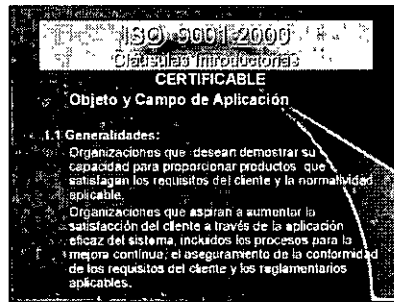 ISO 9001-2000
Cláusulas Introductorias
CERTIFICABLE
Objeto y Campo de Aplicación
1.1 Generalidades:
Organizaciones que desean demostrar su
capacidad para proporcionar productos que
satisfagan los requisitos del cliente y la normatividad
aplicable.
Organizaciones que aspiran a aumentar la
satisfacción del cliente a través de la aplicación
eficaz del sistema, incluidos los procesos para la
mejora continua, el aseguramiento de la conformidad
de los requisitos del cliente y los reglamentarios
aplicables.